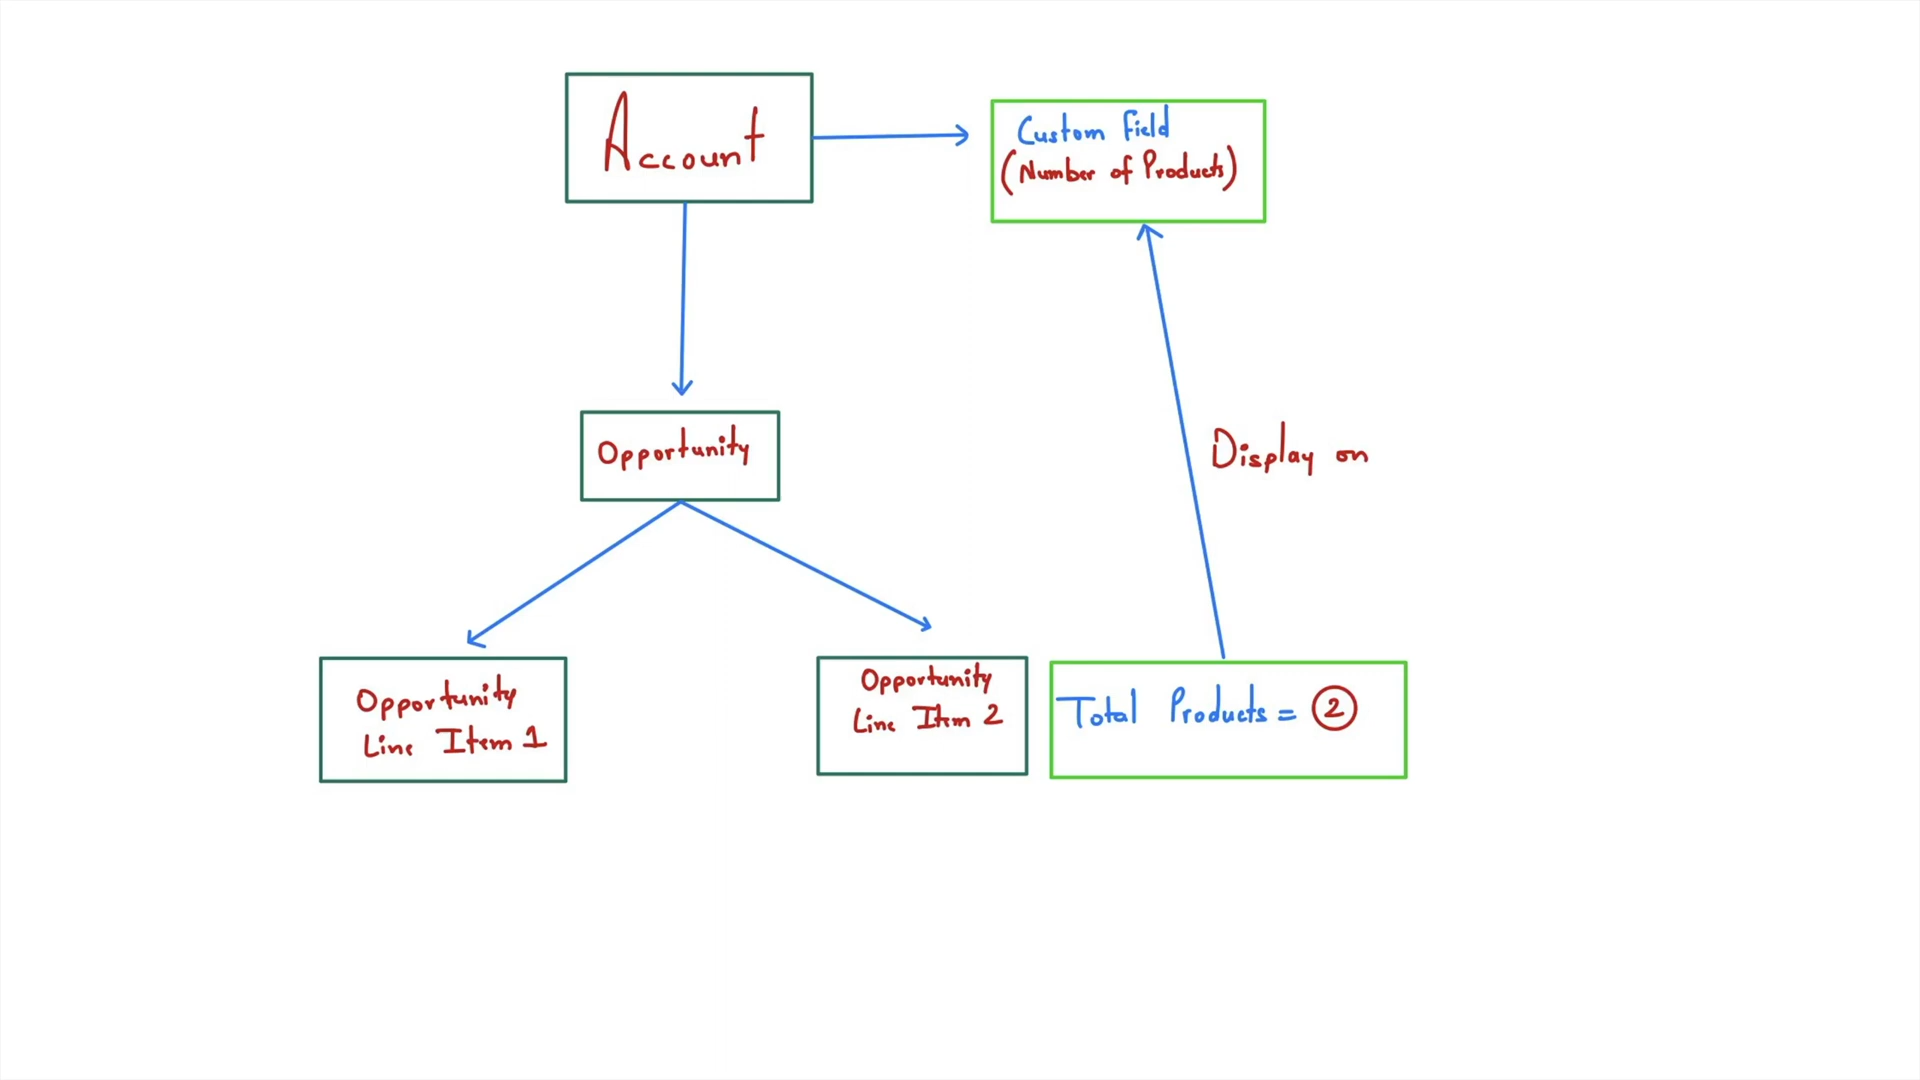 Account
Custom field
(Number of Products)
Opportunity
Display on
Opportunity
Line Item 1
Opportunity
Line Item 2
Total Products = 2